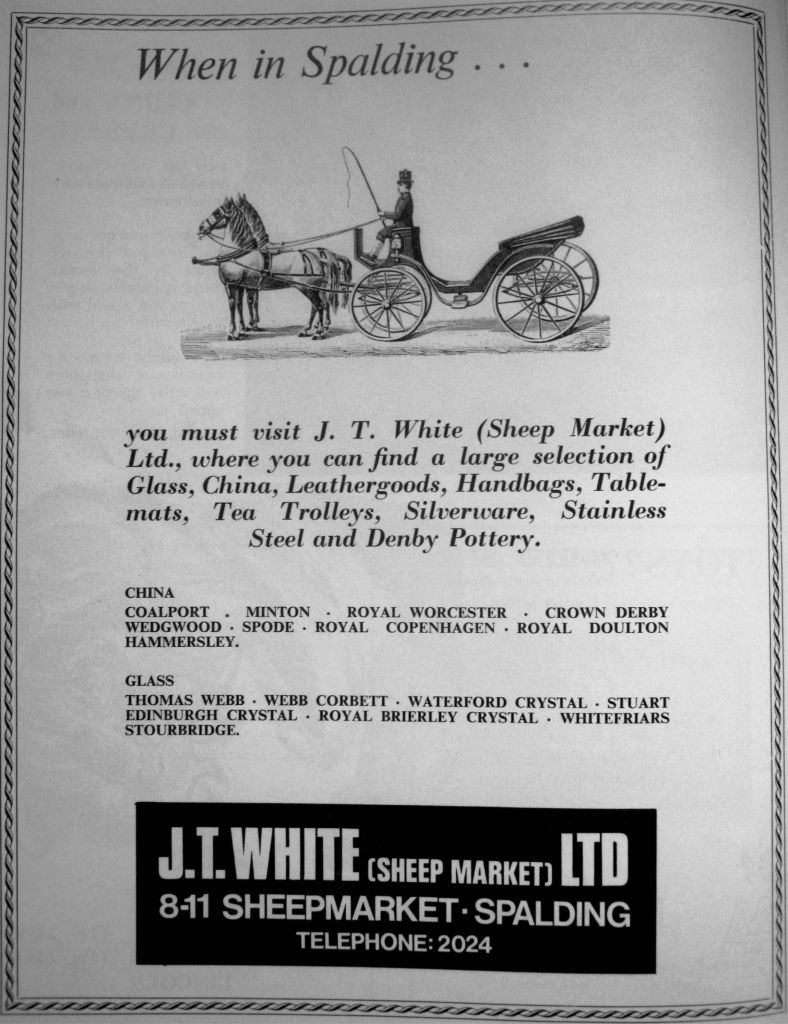 When in Spalding . . .
you must visit J. T. White (Sheep Market)
Ltd., where you can find a large selection of
Glass, China, Leathergoods, Handbags, Table-
mats, Tea Trolleys, Silverware, Stainless
Steel and Denby Pottery.
CHINA
COALPORT . MINTON · ROYAL WORCESTER · CROWN DERBY
WEDGWOOD · SPODE · ROYAL COPENHAGEN · ROYAL DOULTON
HAMMERSLEY.
GLASS
THOMAS WEBB · WEBB CORBETT · WATERFORD CRYSTAL · STUART
EDINBURGH CRYSTAL · ROYAL BRIERLEY CRYSTAL · WHITEFRIARS
STOURBRIDGE.
J.T. WHITE (SHEEP MARKET) LTD
8-11 SHEEPMARKET · SPALDING
TELEPHONE: 2024